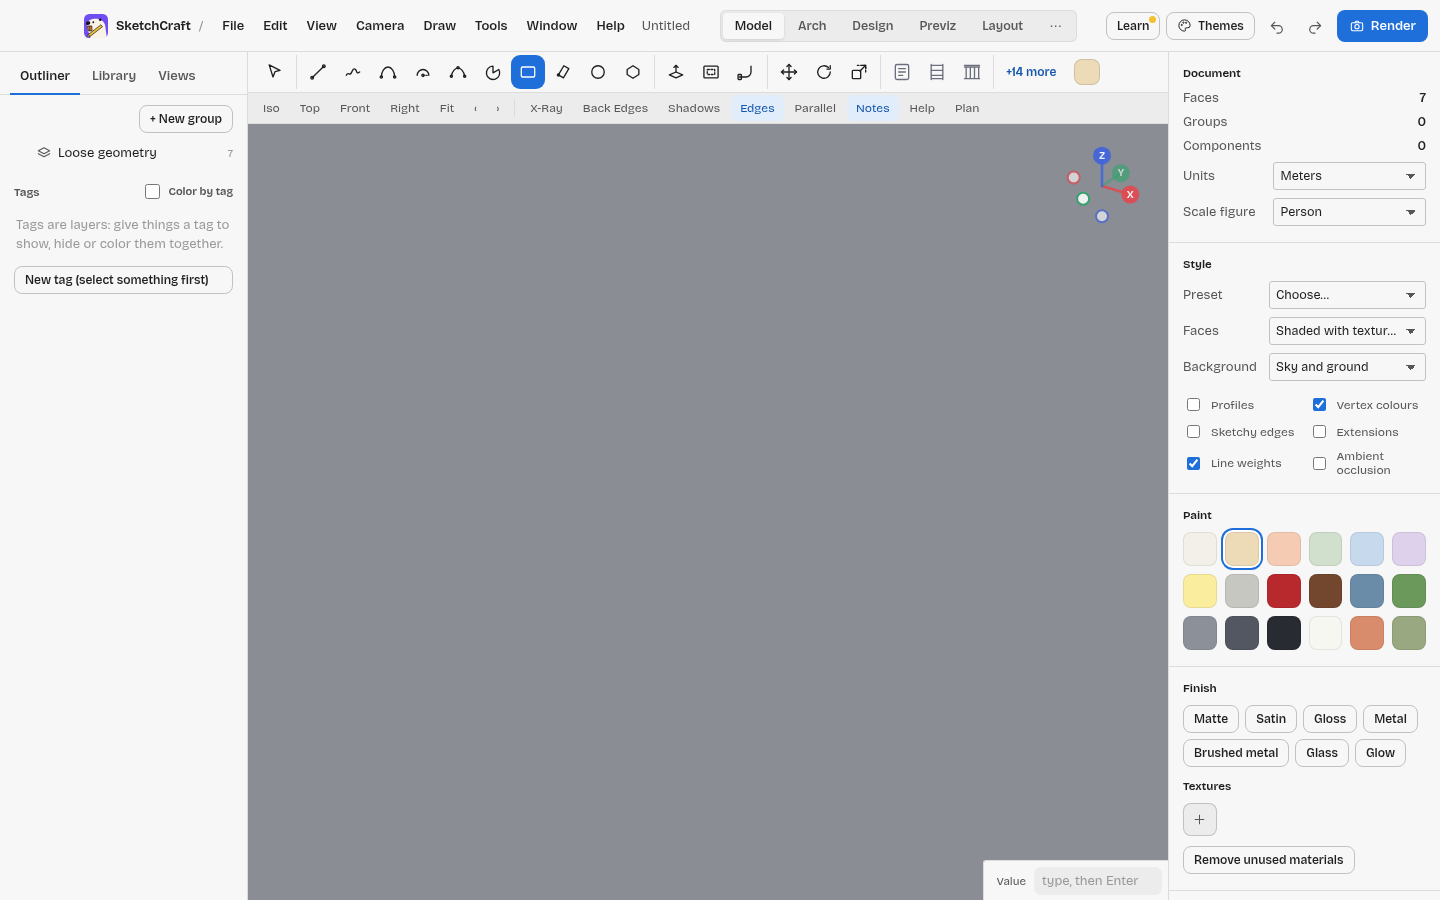 SketchCraft / File Edit View Camera Draw Tools Window Help Untitled Model Arch Design Previz Layout ··· Learn Themes Render
Outliner Library Views
+ New group
Loose geometry 7
Tags Color by tag
Tags are layers: give things a tag to
show, hide or color them together.
New tag (select something first)
+14 more
Iso Top Front Right Fit ‹ › X-Ray Back Edges Shadows Edges Parallel Notes Help Plan
Z
Y
X
Value type, then Enter
Document
Faces 7
Groups 0
Components 0
Units Meters
Scale figure Person
Style
Preset Choose...
Faces Shaded with textur...
Background Sky and ground
Profiles Vertex colours
Sketchy edges Extensions
Line weights Ambient
occlusion
Paint
Finish
Matte Satin Gloss Metal
Brushed metal Glass Glow
Textures
+
Remove unused materials